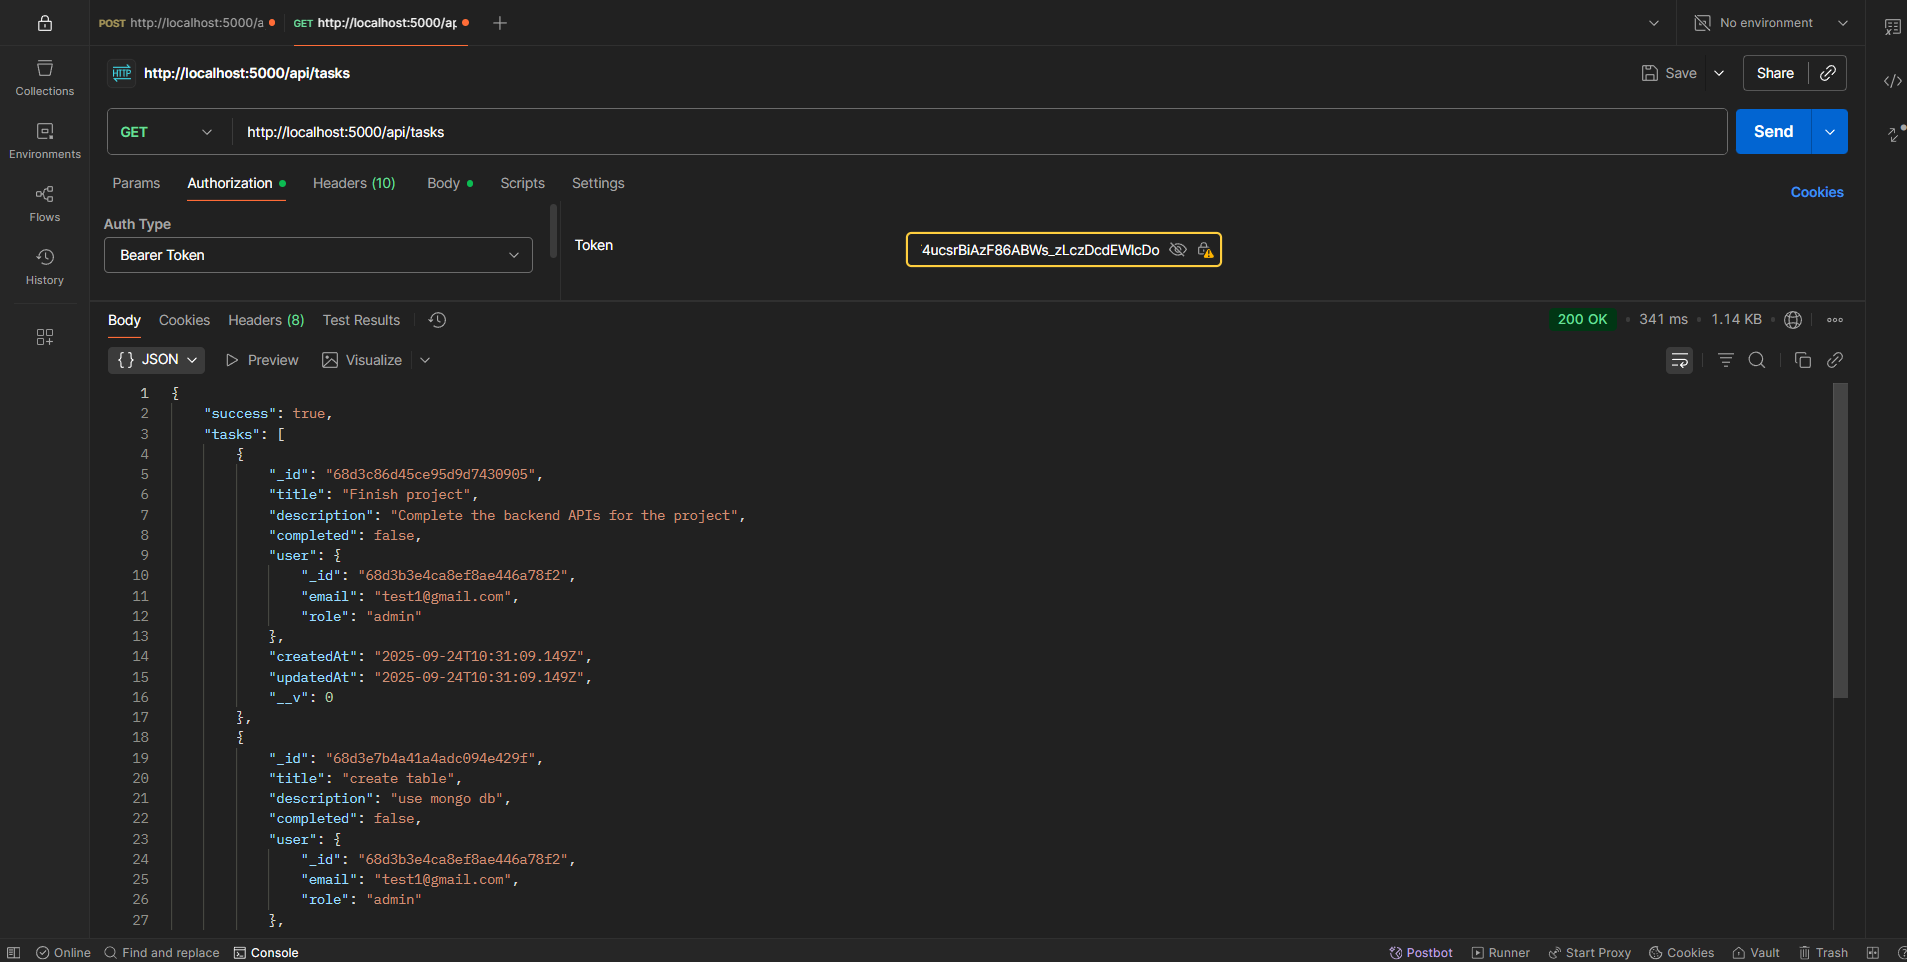 POST http://localhost:5000/a
GET http://localhost:5000/ap
No environment
Collections
Environments
Flows
History
HTTP http://localhost:5000/api/tasks
Save
Share
GET http://localhost:5000/api/tasks
Send
Params Authorization Headers (10) Body Scripts Settings
Cookies
Auth Type
Bearer Token
Token
4ucsrBiAzF86ABWs_zLczDcdEWlcDo
Body Cookies Headers (8) Test Results
200 OK • 341 ms • 1.14 KB
{} JSON Preview Visualize
1 {
2 "success": true,
3 "tasks": [
4 {
5 "_id": "68d3c86d45ce95d9d7430905",
6 "title": "Finish project",
7 "description": "Complete the backend APIs for the project",
8 "completed": false,
9 "user": {
10 "_id": "68d3b3e4ca8ef8ae446a78f2",
11 "email": "test1@gmail.com",
12 "role": "admin"
13 },
14 "createdAt": "2025-09-24T10:31:09.149Z",
15 "updatedAt": "2025-09-24T10:31:09.149Z",
16 "__v": 0
17 },
18 {
19 "_id": "68d3e7b4a41a4adc094e429f",
20 "title": "create table",
21 "description": "use mongo db",
22 "completed": false,
23 "user": {
24 "_id": "68d3b3e4ca8ef8ae446a78f2",
25 "email": "test1@gmail.com",
26 "role": "admin"
27 },
Online Find and replace Console
Postbot Runner Start Proxy Cookies Vault Trash